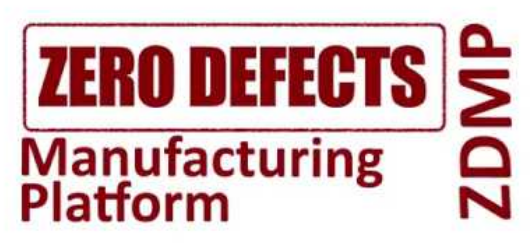 ZERO DEFECTS
Manufacturing
Platform
ZDMP